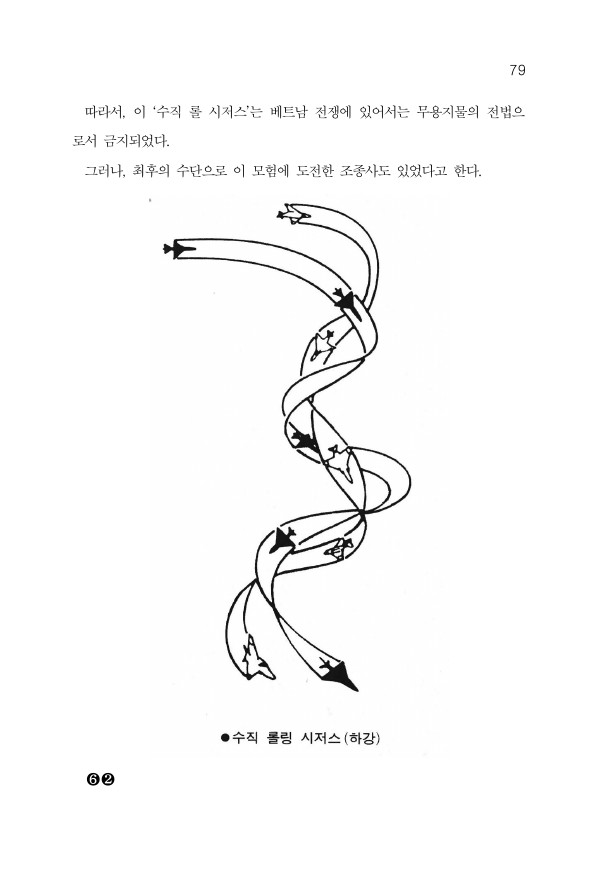 79
따라서, 이 ‘수직 롤 시저스’는 베트남 전쟁에 있어서는 무용지물의 전법으
로서 금지되었다.
그러나, 최후의 수단으로 이 모험에 도전한 조종사도 있었다고 한다.
●수직 롤링 시저스(하강)
❻❷